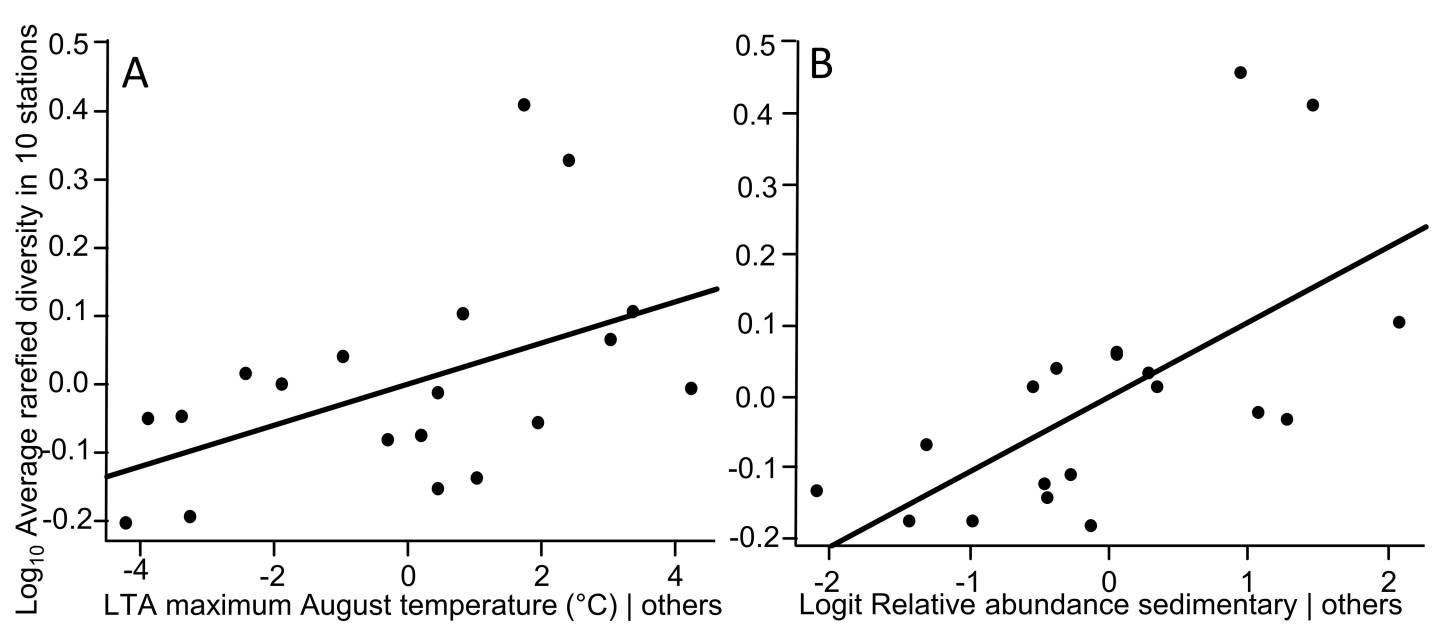 Log10 Average rarefied diversity in 10 stations
A
0.5
0.4
0.3
0.2
0.1
0.0
-0.1
-0.2
-4 -2 0 2 4
LTA maximum August temperature (°C) | others
B
0.5
0.4
0.3
0.2
0.1
0.0
-0.1
-0.2
-2 -1 0 1 2
Logit Relative abundance sedimentary | others